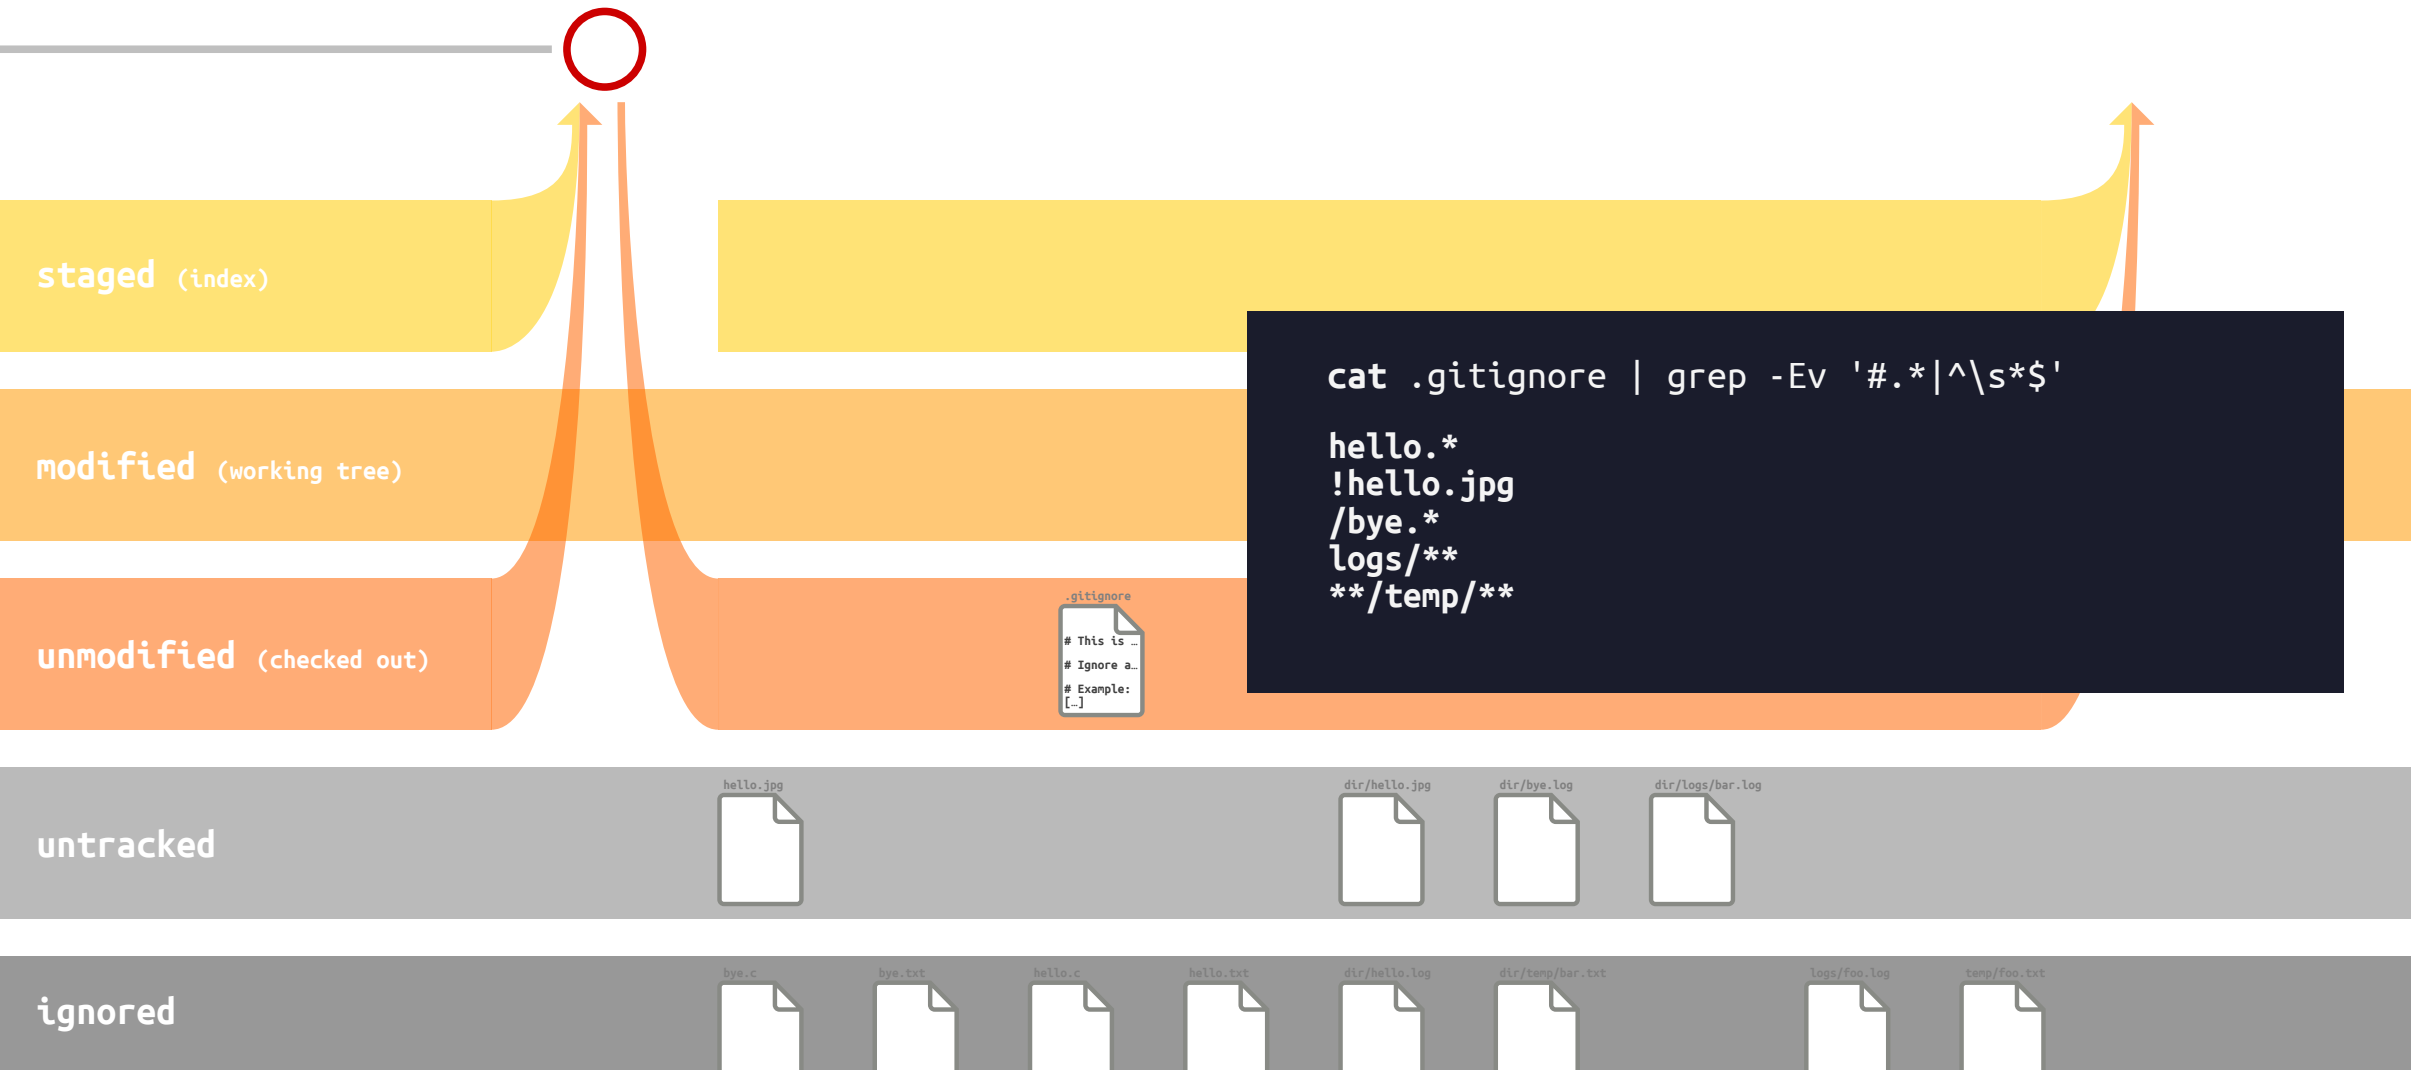 staged (index)
cat .gitignore | grep -Ev '#.*|^\s*$'
hello.*
!hello.jpg
/bye.*
logs/**
**/temp/**
modified (working tree)
.gitignore
# This is …
# Ignore a…
# Example:
[…]
unmodified (checked out)
hello.jpg
dir/hello.jpg
dir/bye.log
dir/logs/bar.log
untracked
bye.c
bye.txt
hello.c
hello.txt
dir/hello.log
dir/temp/bar.txt
logs/foo.log
temp/foo.txt
ignored